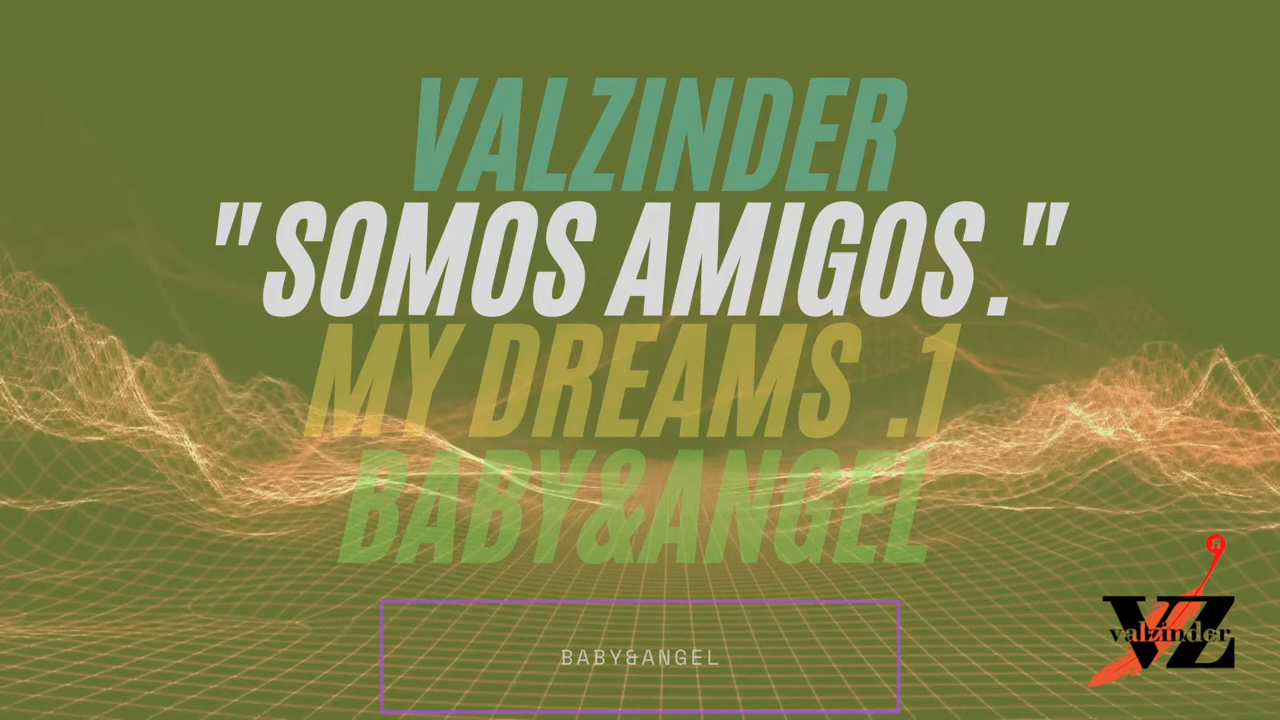 VALZINDER
"SOMOS AMIGOS."
MY DREAMS .1
BABY&ANGEL
BABY&ANGEL
VZ
valzinder